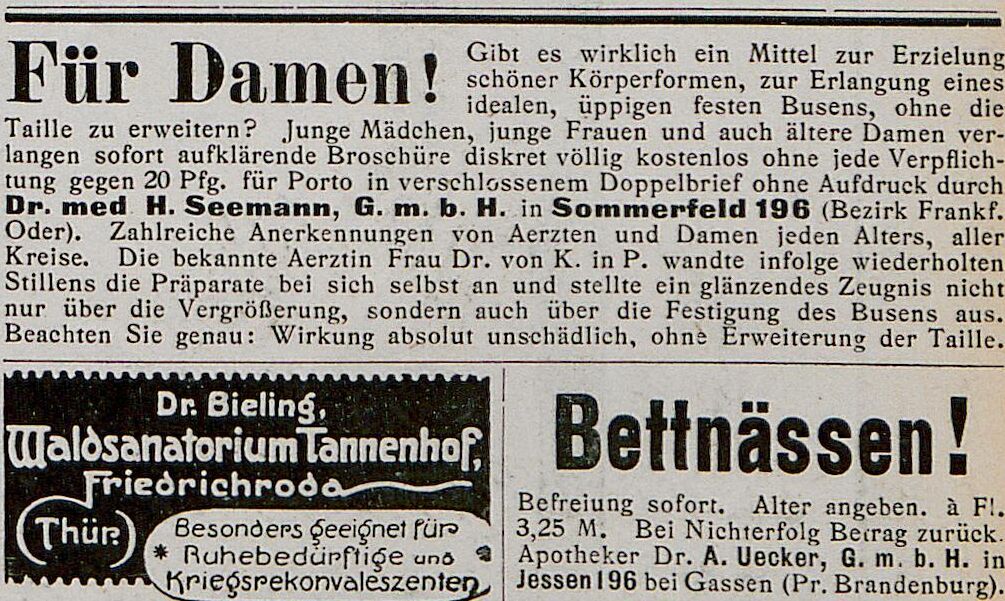 Für Damen!
Gibt es wirklich ein Mittel zur Erzielung
schöner Körperformen, zur Erlangung eines
idealen, üppigen festen Busens, ohne die
Taille zu erweitern? Junge Mädchen, junge Frauen und auch ältere Damen ver-
langen sofort aufklärende Broschüre diskret völlig kostenlos ohne jede Verpflich-
tung gegen 20 Pfg. für Porto in verschlossenem Doppelbrief ohne Aufdruck durch
Dr. med H. Seemann, G. m. b. H. in Sommerfeld 196 (Bezirk Frankf.
Oder). Zahlreiche Anerkennungen von Aerzten und Damen jeden Alters, aller
Kreise. Die bekannte Aerztin Frau Dr. von K. in P. wandte infolge wiederholten
Stillens die Präparate bei sich selbst an und stellte ein glänzendes Zeugnis nicht
nur über die Vergrößerung, sondern auch über die Festigung des Busens aus.
Beachten Sie genau: Wirkung absolut unschädlich, ohne Erweiterung der Taille.
Dr. Bieling,
Waldsanatorium Tannenhof,
Friedrichroda
(Thür.)
Besonders geeignet für
* Ruhebedürftige und
Kriegsrekonvaleszenten
Bettnässen!
Befreiung sofort. Alter angeben. à Fl.
3,25 M. Bei Nichterfolg Betrag zurück.
Apotheker Dr. A. Uecker, G. m. b. H. in
Jessen 196 bei Gassen (Pr. Brandenburg).